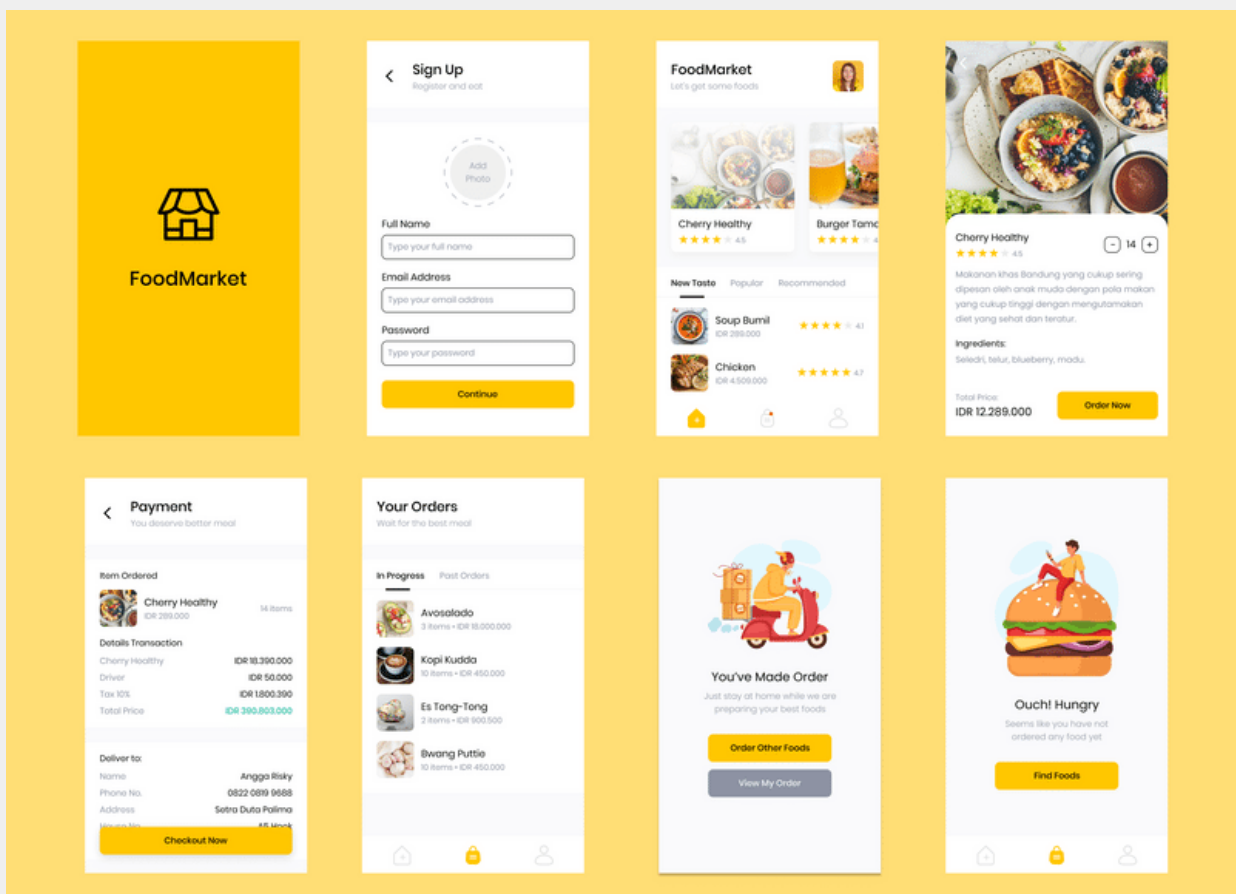 FoodMarket
Sign Up
Register and eat
Add
Photo
Full Name
Type your full name
Email Address
Type your email address
Password
Type your password
Continue
FoodMarket
Let's get some foods
Cherry Healthy
4.5
Burger Tama
New Taste Popular Recommended
Soup Bumil
IDR 289.000
4.1
Chicken
IDR 4.509.000
4.7
Cherry Healthy
4.5
- 14 +
Makanan khas Bandung yang cukup sering
dipesan oleh anak muda dengan pola makan
yang cukup tinggi dengan mengutamakan
diet yang sehat dan teratur.
Ingredients:
Seledri, telur, blueberry, madu.
Total Price:
IDR 12.289.000
Order Now
Payment
You deserve better meal
Item Ordered
Cherry Healthy
IDR 289.000
14 items
Details Transaction
Cherry Healthy IDR 18.390.000
Driver IDR 50.000
Tax 10% IDR 1.800.390
Total Price IDR 390.803.000
Deliver to:
Name Angga Risky
Phone No. 0822 0819 9688
Address Setra Duta Palima
House No. A5 Hook
Checkout Now
Your Orders
Wait for the best meal
In Progress Past Orders
Avosalado
3 items • IDR 18.000.000
Kopi Kudda
10 items • IDR 450.000
Es Tong-Tong
2 items • IDR 900.500
Bwang Puttie
10 items • IDR 450.000
You've Made Order
Just stay at home while we are
preparing your best foods
Order Other Foods
View My Order
Ouch! Hungry
Seems like you have not
ordered any food yet
Find Foods